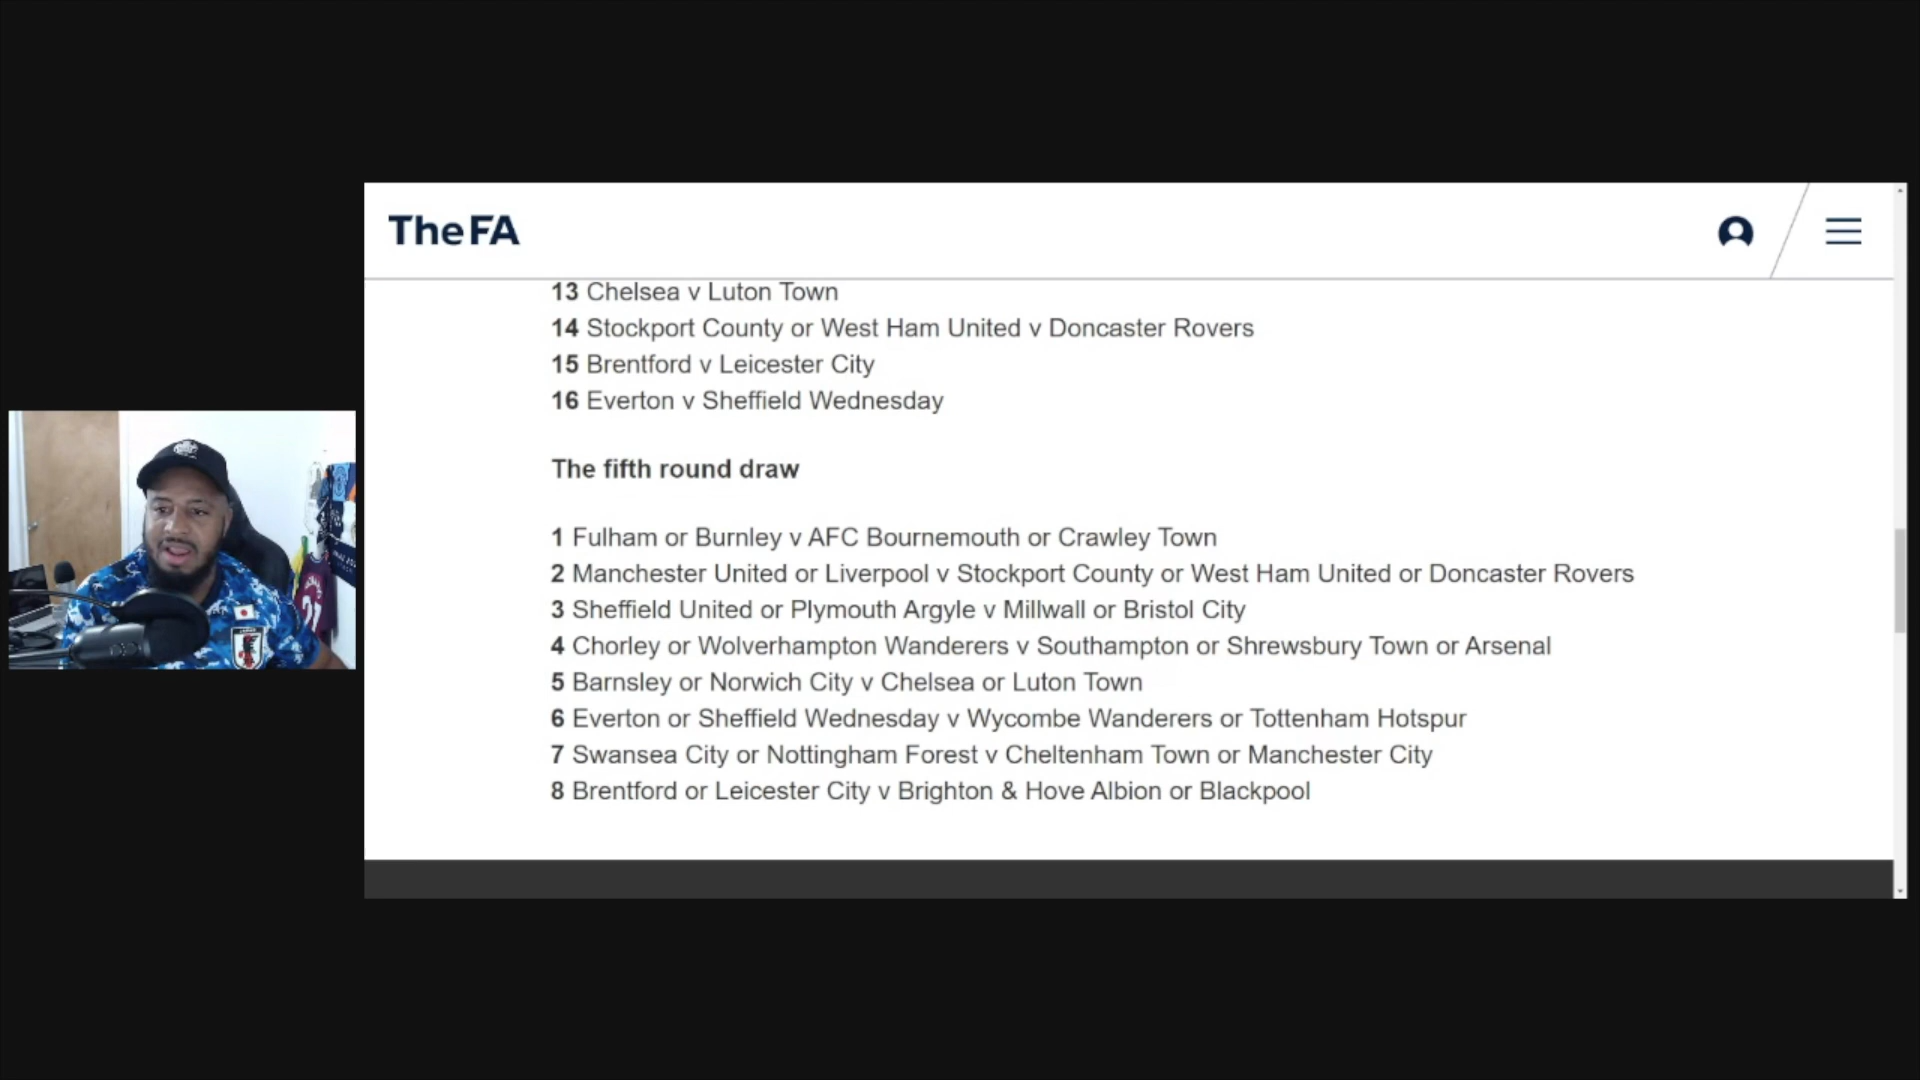 The FA
13 Chelsea v Luton Town
14 Stockport County or West Ham United v Doncaster Rovers
15 Brentford v Leicester City
16 Everton v Sheffield Wednesday
The fifth round draw
1 Fulham or Burnley v AFC Bournemouth or Crawley Town
2 Manchester United or Liverpool v Stockport County or West Ham United or Doncaster Rovers
3 Sheffield United or Plymouth Argyle v Millwall or Bristol City
4 Chorley or Wolverhampton Wanderers v Southampton or Shrewsbury Town or Arsenal
5 Barnsley or Norwich City v Chelsea or Luton Town
6 Everton or Sheffield Wednesday v Wycombe Wanderers or Tottenham Hotspur
7 Swansea City or Nottingham Forest v Cheltenham Town or Manchester City
8 Brentford or Leicester City v Brighton & Hove Albion or Blackpool
21